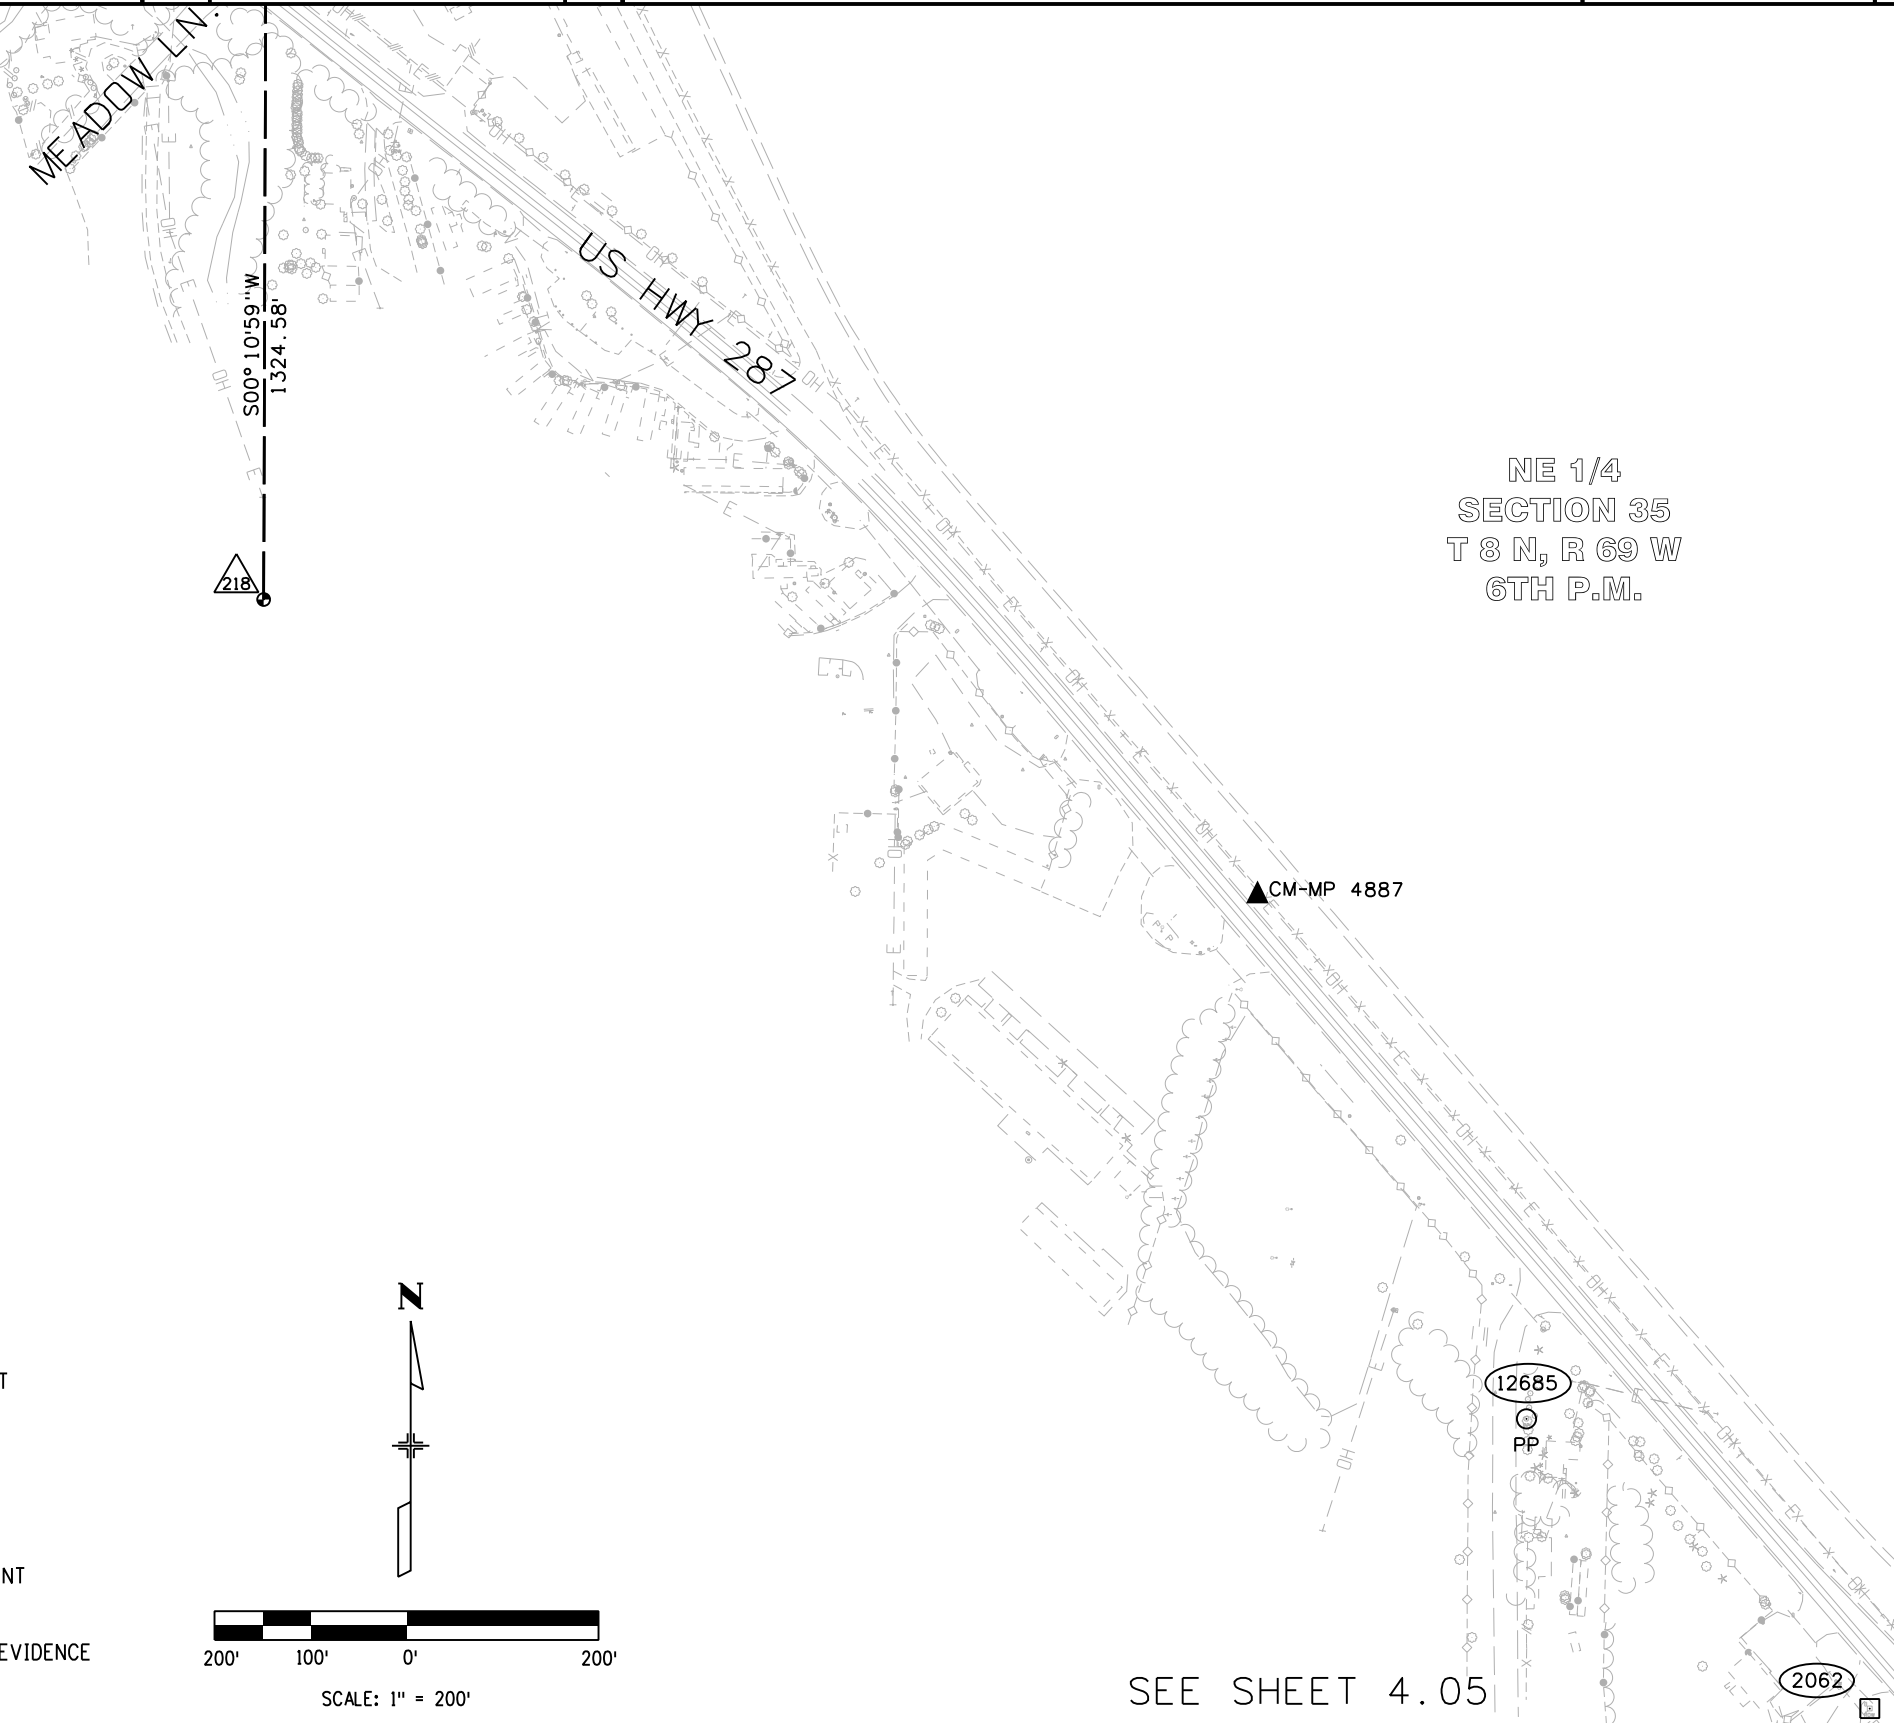 MEADOW LN.
S00° 10'59"W
1324.58'
US HWY 287
NE 1/4
SECTION 35
T 8 N, R 69 W
6TH P.M.
218
CM-MP 4887
N
T
12685
PP
NT
EVIDENCE
200' 100' 0' 200'
SCALE: 1" = 200'
SEE SHEET 4.05
2062